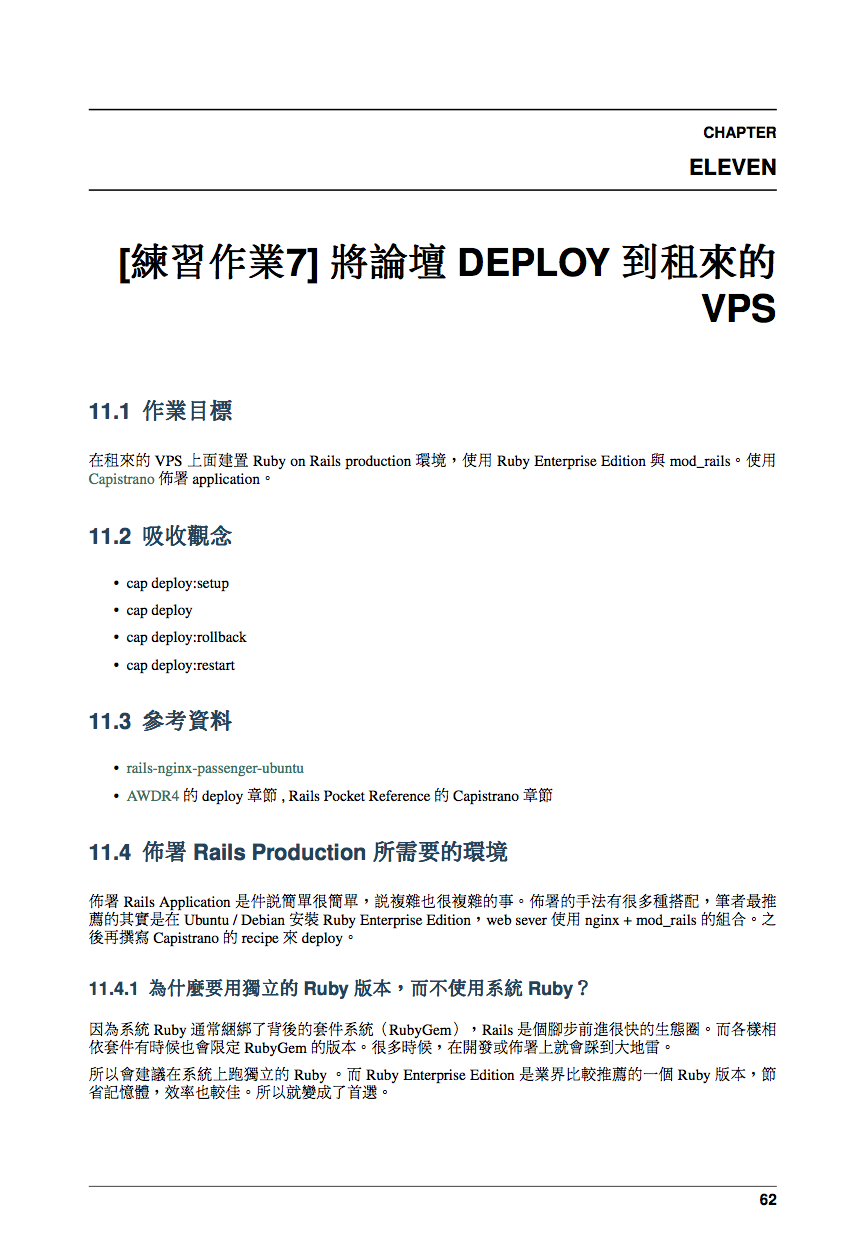 CHAPTER
ELEVEN
[練習作業7] 將論壇 DEPLOY 到租來的
VPS
11.1 作業目標
在租來的 VPS 上面建置 Ruby on Rails production 環境，使用 Ruby Enterprise Edition 與 mod_rails。使用
Capistrano 佈署 application。
11.2 吸收觀念
• cap deploy:setup
• cap deploy
• cap deploy:rollback
• cap deploy:restart
11.3 參考資料
• rails-nginx-passenger-ubuntu
• AWDR4 的 deploy 章節 , Rails Pocket Reference 的 Capistrano 章節
11.4 佈署 Rails Production 所需要的環境
佈署 Rails Application 是件説簡單很簡單，説複雜也很複雜的事。佈署的手法有很多種搭配，筆者最推
薦的其實是在 Ubuntu / Debian 安裝 Ruby Enterprise Edition，web sever 使用 nginx + mod_rails 的組合。之
後再撰寫 Capistrano 的 recipe 來 deploy。
11.4.1 為什麼要用獨立的 Ruby 版本，而不使用系統 Ruby？
因為系統 Ruby 通常綑綁了背後的套件系統（RubyGem），Rails 是個腳步前進很快的生態圈。而各樣相
依套件有時候也會限定 RubyGem 的版本。很多時候，在開發或佈署上就會踩到大地雷。
所以會建議在系統上跑獨立的 Ruby 。而 Ruby Enterprise Edition 是業界比較推薦的一個 Ruby 版本，節
省記憶體，效率也較佳。所以就變成了首選。
62